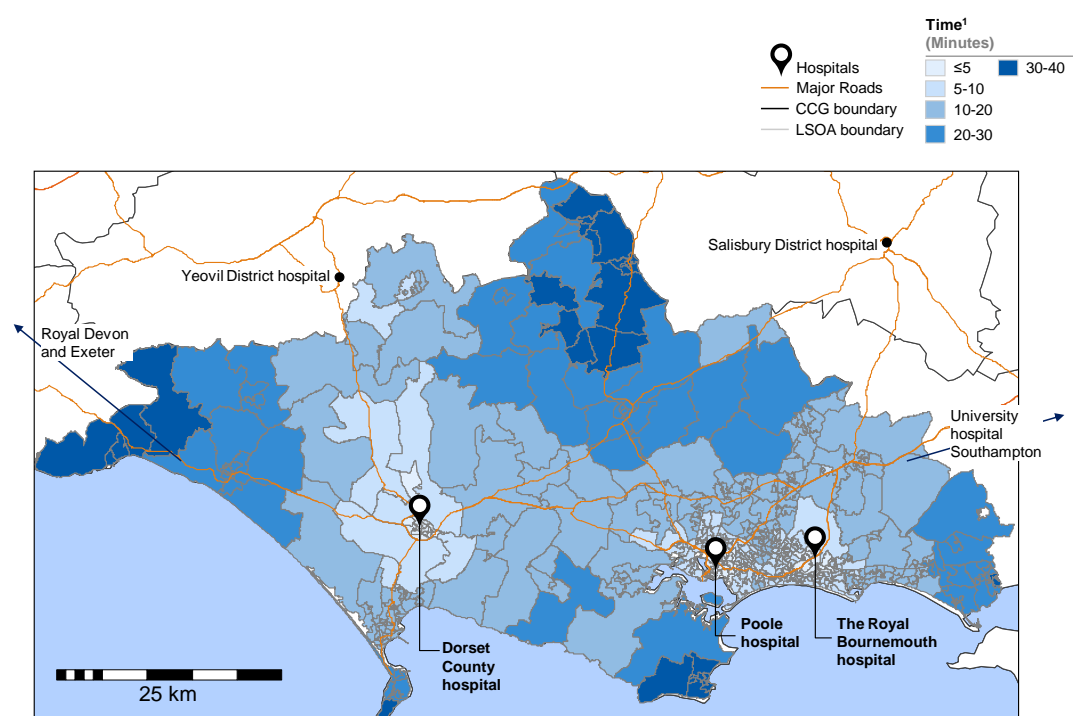 Time¹
(Minutes)
Hospitals
Major Roads
CCG boundary
LSOA boundary
≤5
30-40
5-10
10-20
20-30
Salisbury District hospital
Yeovil District hospital
Royal Devon
and Exeter
University
hospital
Southampton
Dorset
County
hospital
Poole
hospital
The Royal
Bournemouth
hospital
25 km